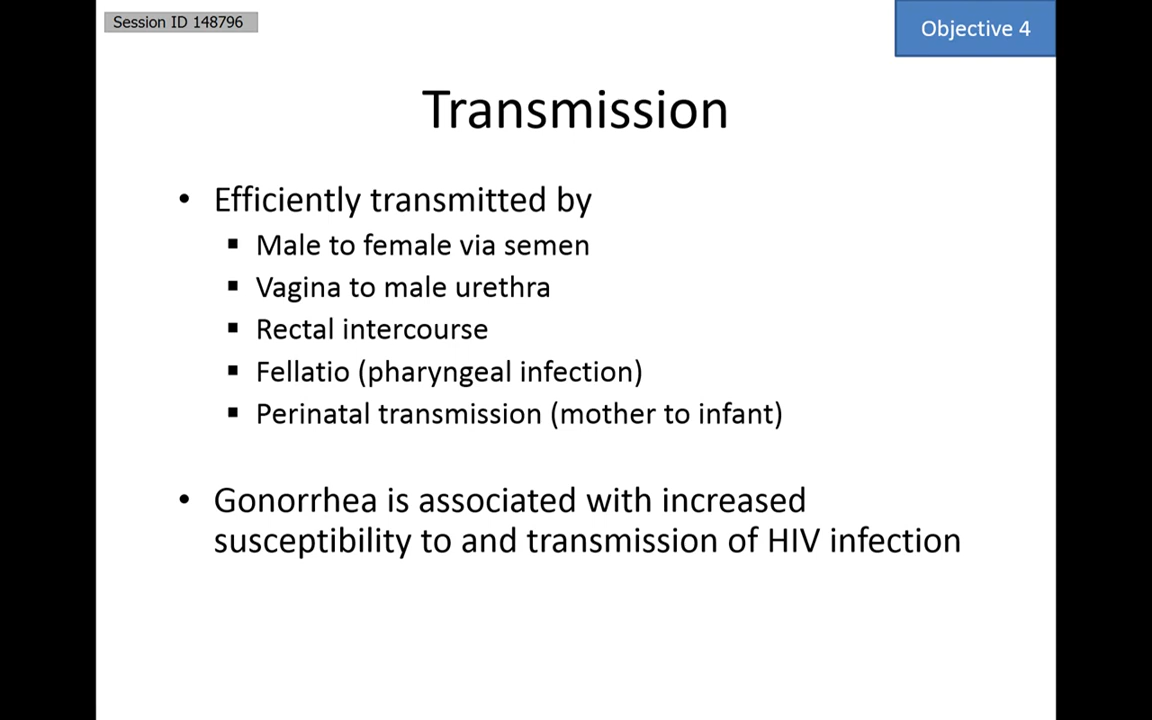 Session ID 148796
Objective 4
Transmission
• Efficiently transmitted by
▪ Male to female via semen
▪ Vagina to male urethra
▪ Rectal intercourse
▪ Fellatio (pharyngeal infection)
▪ Perinatal transmission (mother to infant)
• Gonorrhea is associated with increased
susceptibility to and transmission of HIV infection